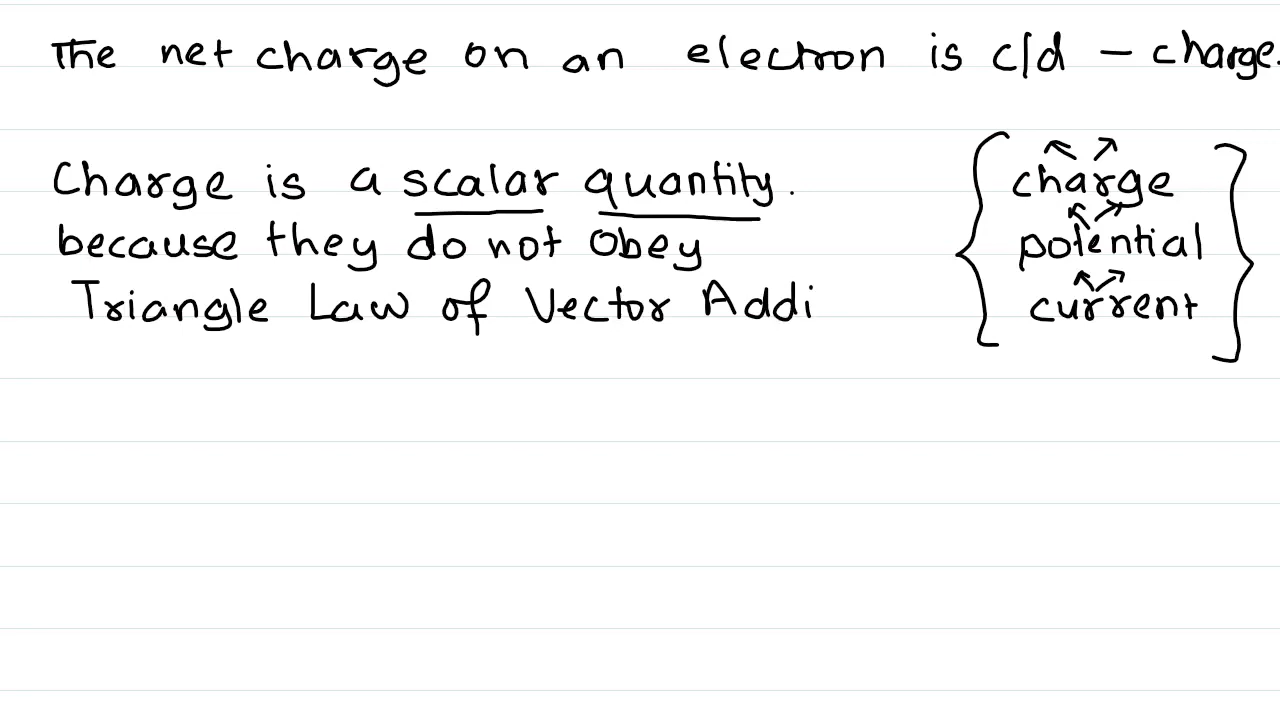 The net charge on an electron is c/d - charge.
Charge is a scalar quantity.
because they do not obey
Triangle Law of Vector Addi
charge
potential
current